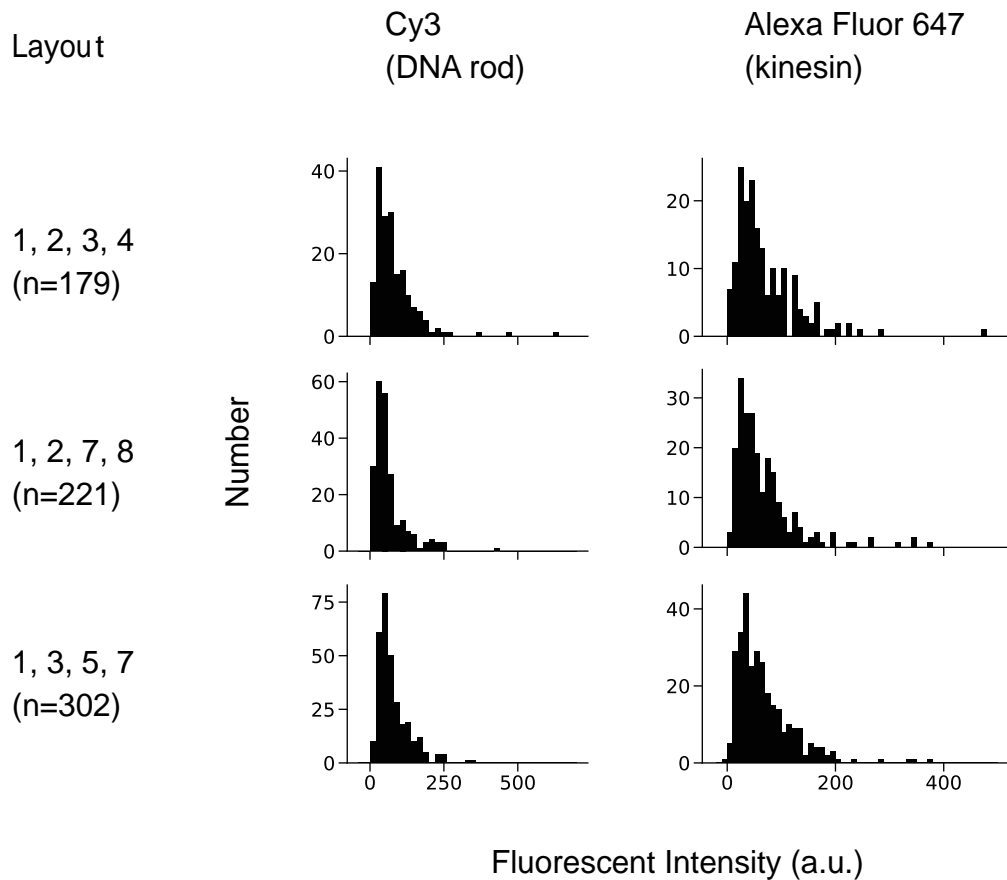 Layout
Cy3
(DNA rod)
Alexa Fluor 647
(kinesin)
1, 2, 3, 4
(n=179)
40
20
0
20
10
0
1, 2, 7, 8
(n=221)
Number
60
40
20
0
30
20
10
0
1, 3, 5, 7
(n=302)
75
50
25
0
0 250 500
40
20
0
0 200 400
Fluorescent Intensity (a.u.)